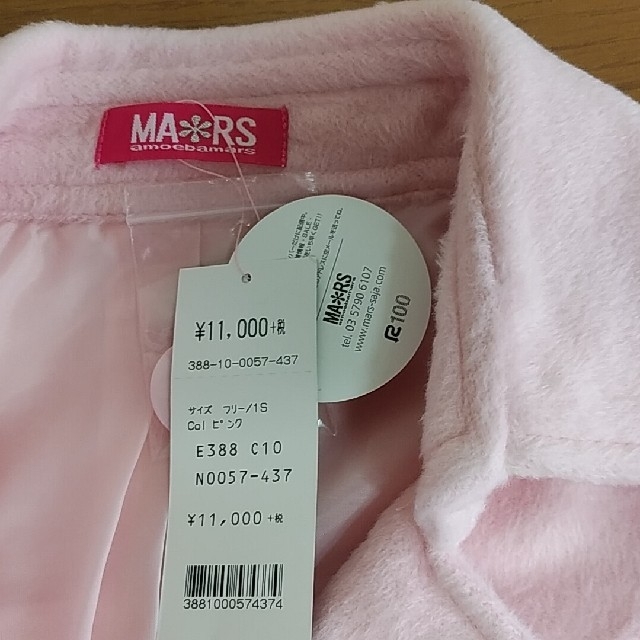 MA*RS
amoebamars
MA*RS
tel. 03 5790 6107
www.mars-saja.com
R100
¥11,000+税
388-10-0057-437
サイズ フリー/1S
Col ピンク
E388 C10
N0057-437
¥11,000+税
3881000574374